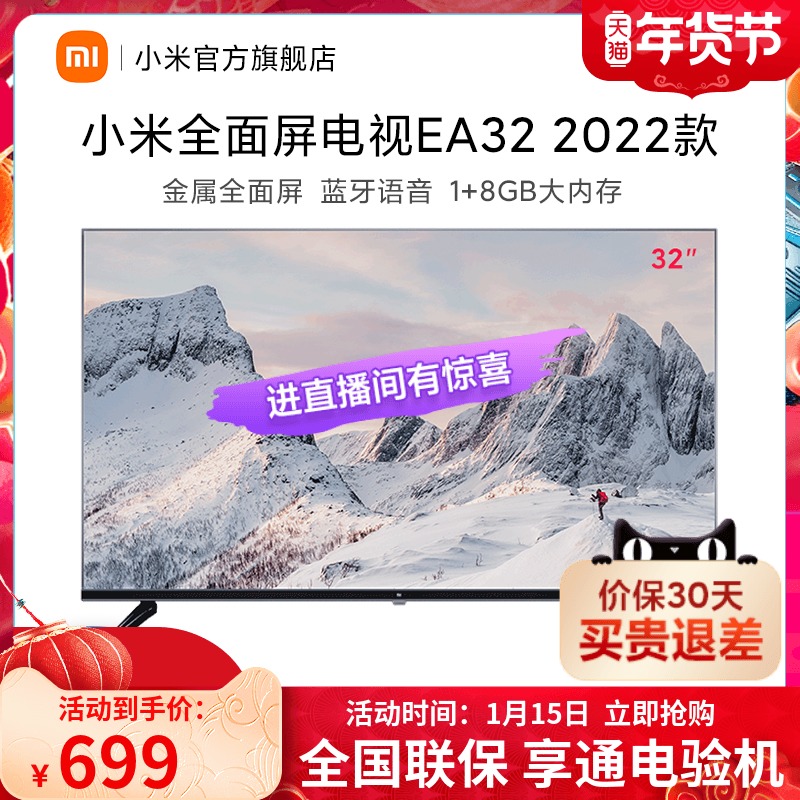 小米官方旗舰店
天猫
年货节
小米全面屏电视EA32 2022款
金属全面屏 蓝牙语音 1+8GB大内存
32"
进直播间有惊喜
价保30天
买贵退差
活动到手价:
¥699
活动时间: 1月15日 立即抢购
全国联保 享通电验机